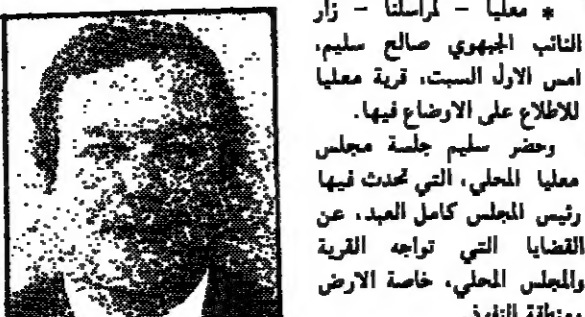 * معليا - لمراسلنا - زار
النائب الجبهوي صالح سليم،
امس الاول السبت، قرية معليا
للاطلاع على الاوضاع فيها.
وحضر سليم جلسة مجلس
معليا المحلي، التي تحدث فيها
رئيس المجلس كامل العبد، عن
القضايا التي تواجه القرية
والمجلس المحلي، خاصة الارض
ومنطقة النفوذ